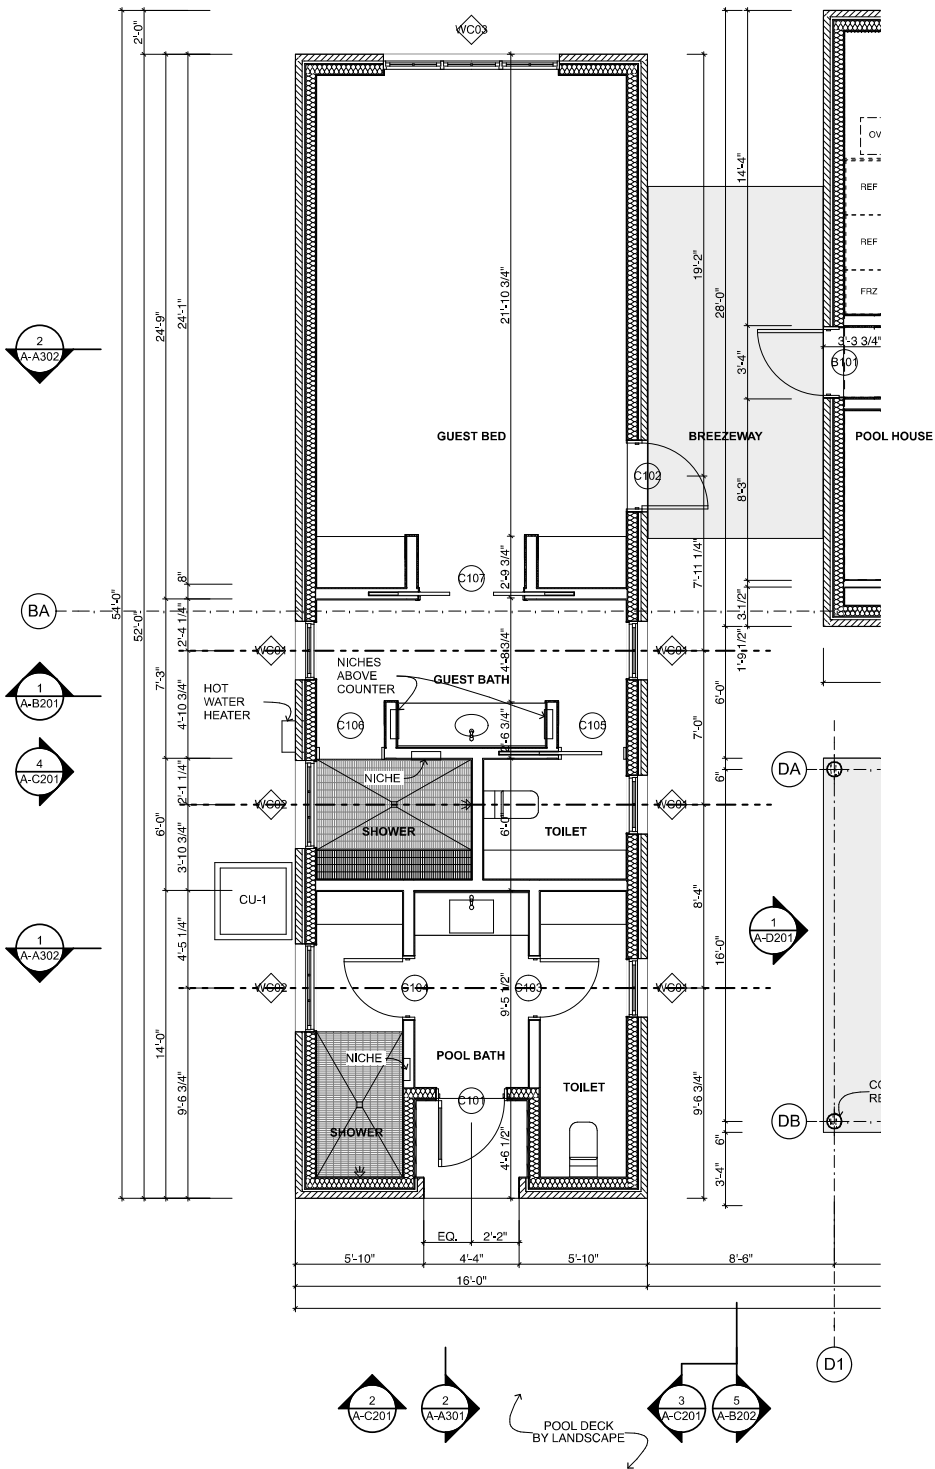 WC03
2'-0"
OV
REF
REF
FRZ
14'-4"
19'-2"
28'-0"
21'-10 3/4"
24'-9"
24'-1"
2
A-A302
3'-3 3/4"
B101
3'-4"
GUEST BED
BREEZEWAY
POOL HOUSE
C102
8'-3"
7'-11 1/4"
C107
2'-9 3/4"
8"
BA
54'-0"
52'-0"
2'-4 1/4"
3-1/2"
1'-9 1/2"
WC04
WC01
4'-8 3/4"
NICHES
ABOVE
COUNTER
GUEST BATH
7'-3"
6'-0"
1
A-B201
HOT
WATER
HEATER
4'-10 3/4"
C106
C105
2'-6 3/4"
7'-0"
4
A-C201
NICHE
DA
6"
2'-1 1/4"
WC02
WC01
SHOWER
TOILET
6'-0"
6'-0"
3'-10 3/4"
CU-1
8'-4"
1
A-D201
1
A-A302
4'-5 1/4"
16'-0"
WC02
C104
C103
WC01
9'-5 1/2"
14'-0"
NICHE
POOL BATH
TOILET
9'-6 3/4"
9'-6 3/4"
C101
CO
RE
DB
SHOWER
4'-6 1/2"
6"
3'-4"
EQ.
2'-2"
5'-10"
4'-4"
5'-10"
8'-6"
16'-0"
D1
2
A-C201
2
A-A301
3
A-C201
5
A-B202
POOL DECK
BY LANDSCAPE